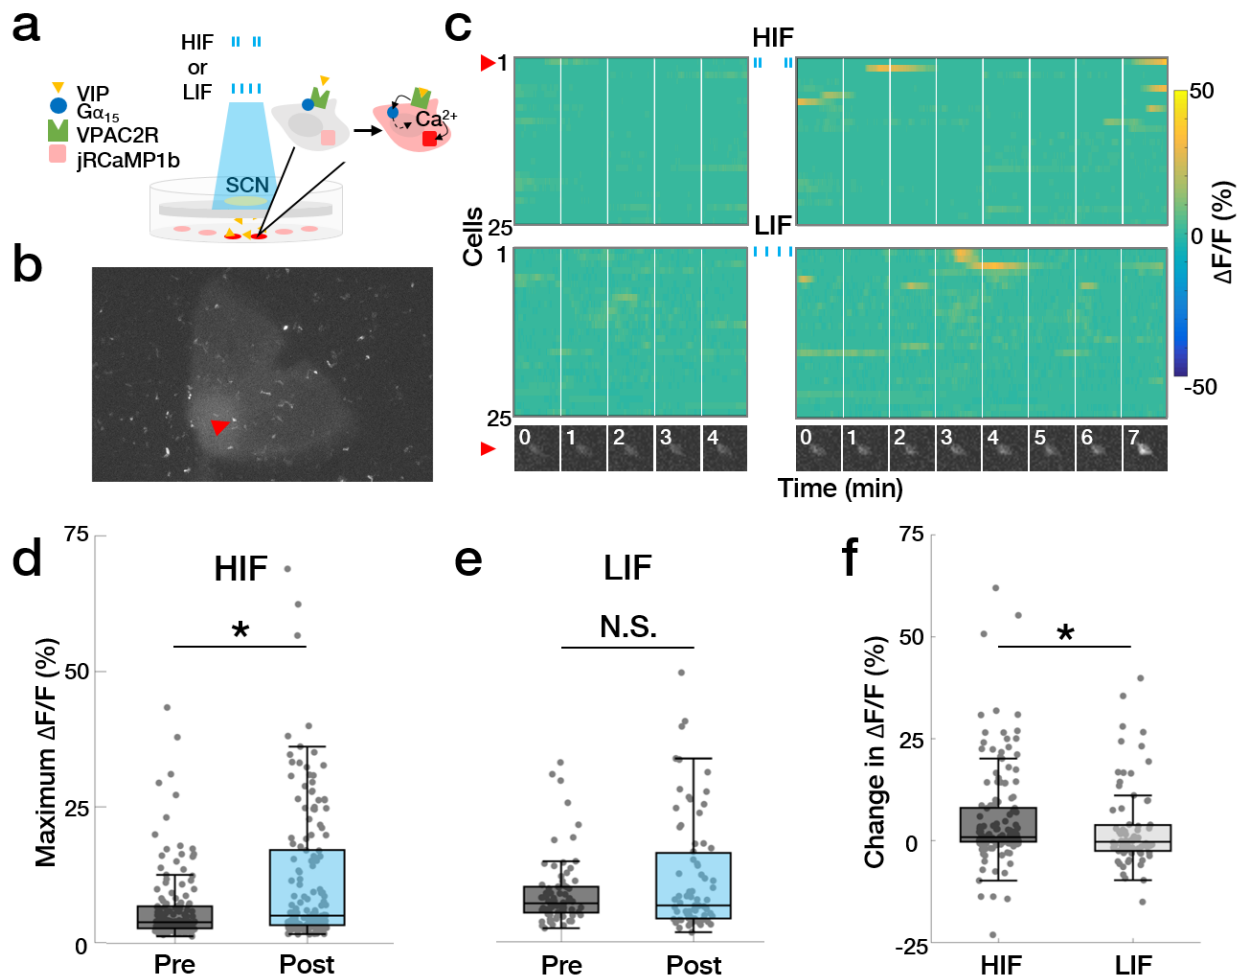 a
HIF
or
LIF
VIP
Gα15
VPAC2R
jRCaMP1b
SCN
Ca2+
b
c
HIF
1
25
LIF
Cells
1
25
50
0
-50
ΔF/F (%)
0 1 2 3 4
0 1 2 3 4 5 6 7
Time (min)
d
HIF
*
75
50
25
0
Maximum ΔF/F (%)
Pre Post
e
LIF
N.S.
Pre Post
f
*
75
50
25
0
-25
Change in ΔF/F (%)
HIF LIF